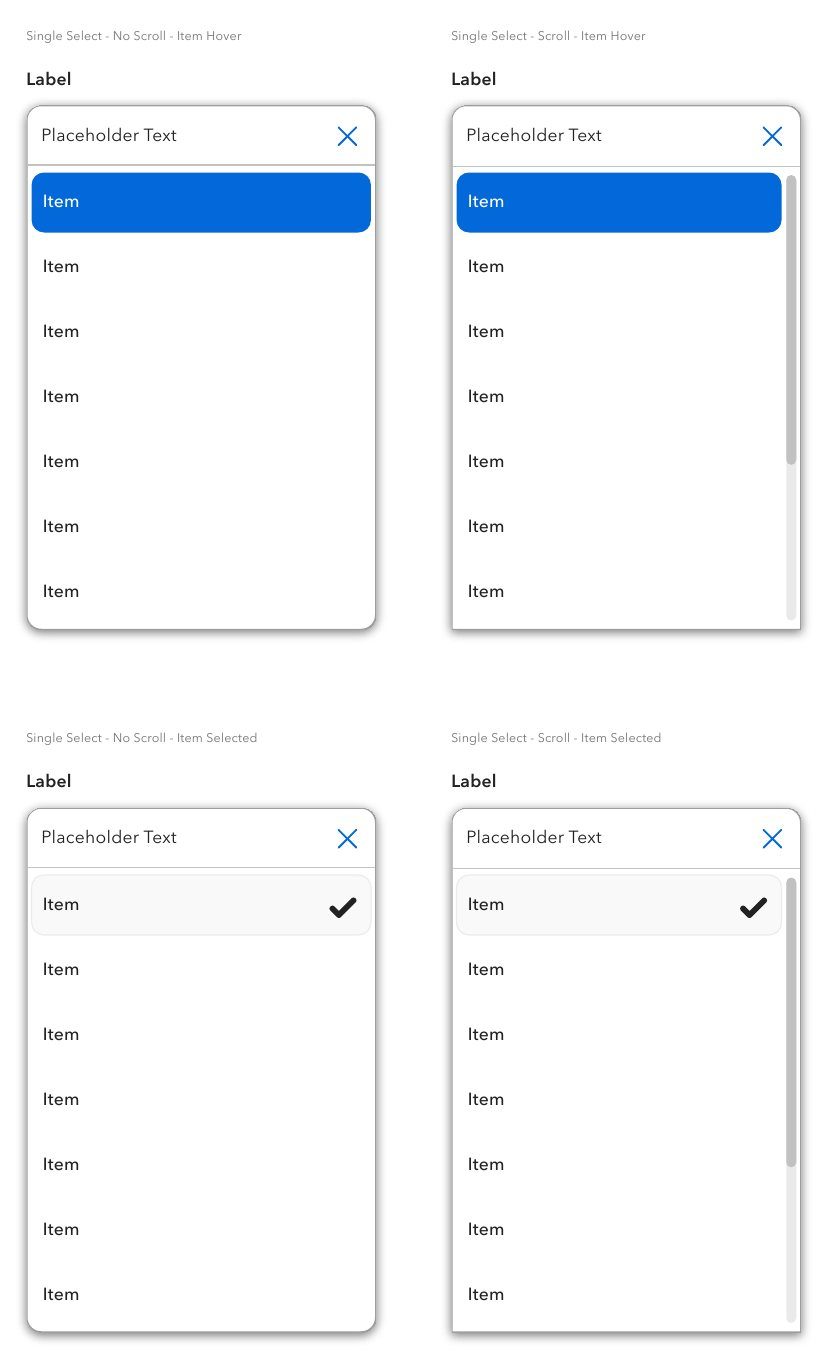 Single Select - No Scroll - Item Hover
Label
Placeholder Text
Item
Item
Item
Item
Item
Item
Item
Single Select - Scroll - Item Hover
Label
Placeholder Text
Item
Item
Item
Item
Item
Item
Item
Single Select - No Scroll - Item Selected
Label
Placeholder Text
Item
Item
Item
Item
Item
Item
Item
Single Select - Scroll - Item Selected
Label
Placeholder Text
Item
Item
Item
Item
Item
Item
Item